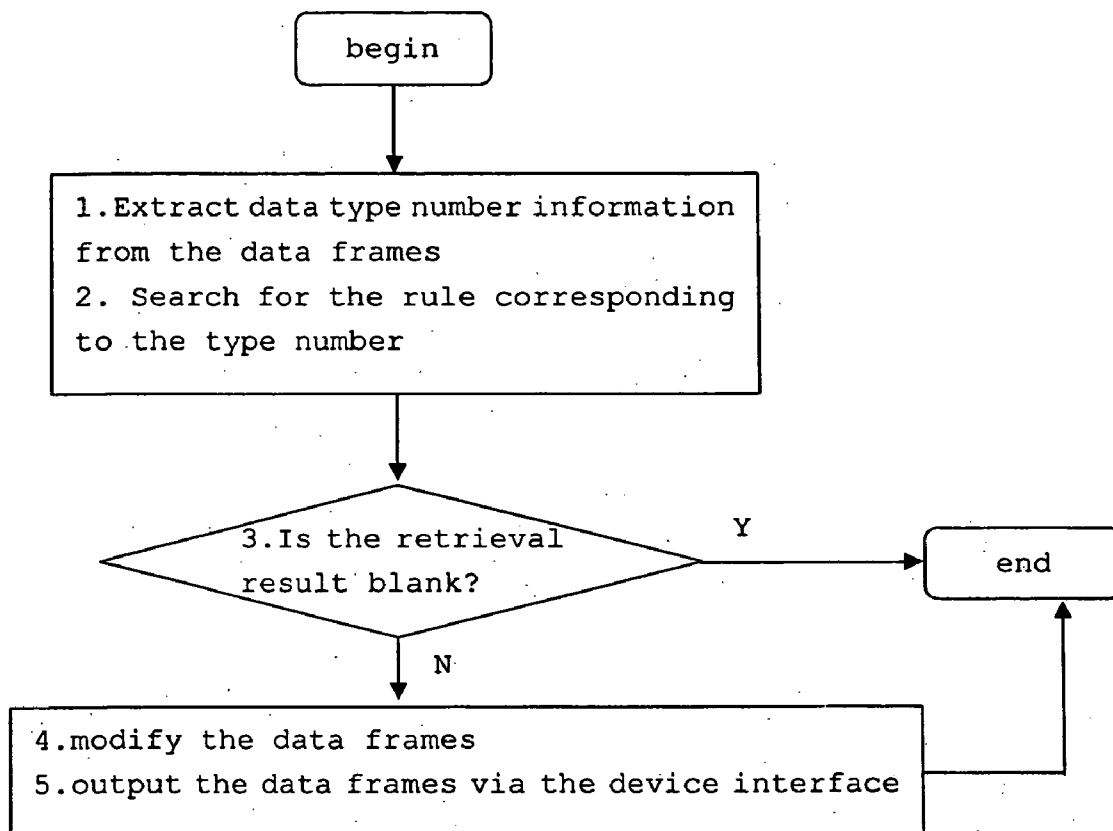 begin
1.Extract data type number information
from the data frames
2. Search for the rule corresponding
to the type number
3.Is the retrieval
result blank?
Y
end
N
4.modify the data frames
5.output the data frames via the device interface